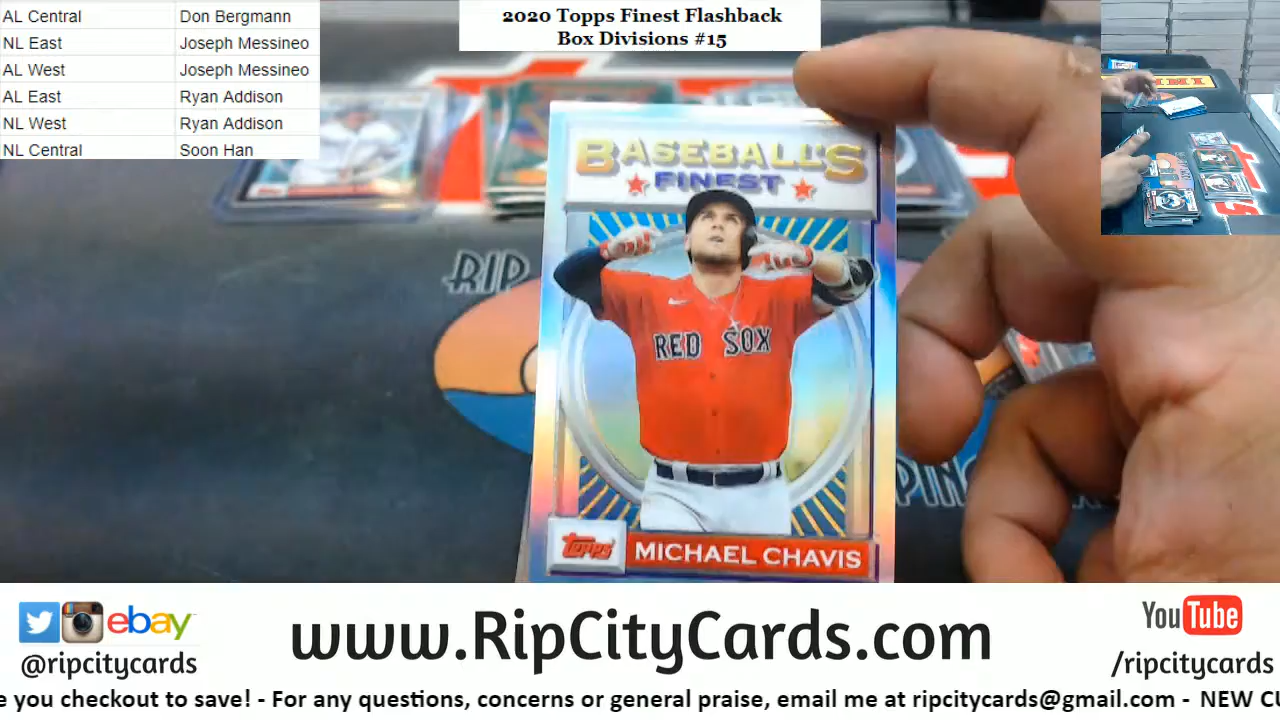 AL Central Don Bergmann
NL East Joseph Messineo
AL West Joseph Messineo
AL East Ryan Addison
NL West Ryan Addison
NL Central Soon Han
2020 Topps Finest Flashback
Box Divisions #15
BASEBALL'S
FINEST
RED SOX
Topps
MICHAEL CHAVIS
RIP
PIN
ebay
@ripcitycards
www.RipCityCards.com
YouTube
/ripcitycards
e you checkout to save! - For any questions, concerns or general praise, email me at ripcitycards@gmail.com - NEW CU